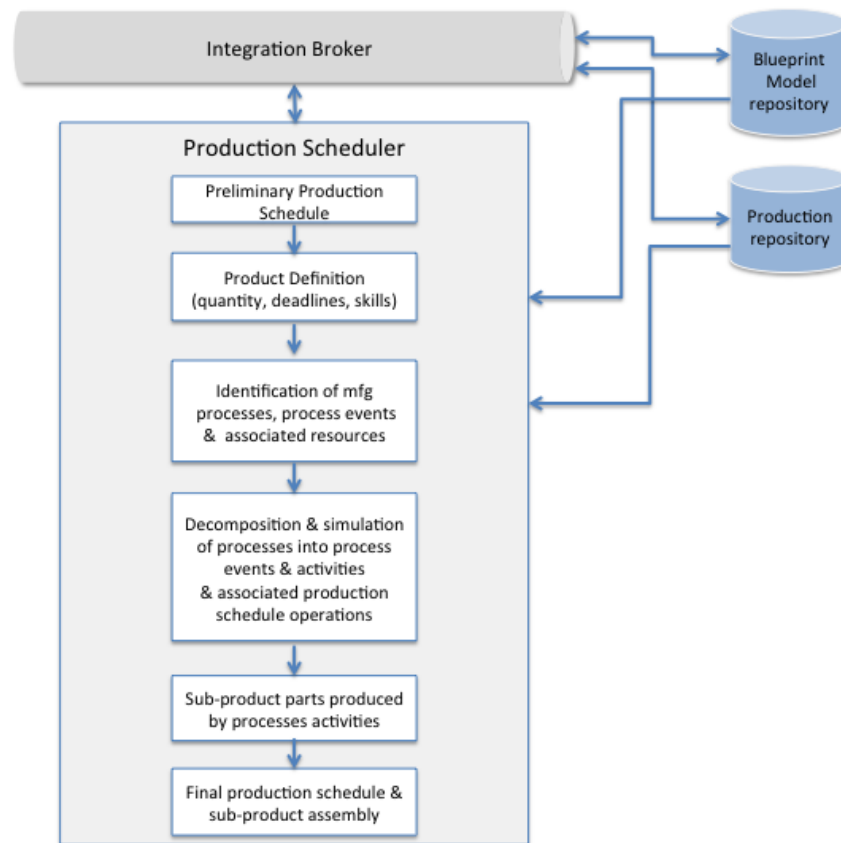 Integration Broker
Blueprint
Model
repository
Production Scheduler
Preliminary Production
Schedule
Production
repository
Product Definition
(quantity, deadlines, skills)
Identification of mfg
processes, process events
& associated resources
Decomposition & simulation
of processes into process
events & activities
& associated production
schedule operations
Sub-product parts produced
by processes activities
Final production schedule &
sub-product assembly